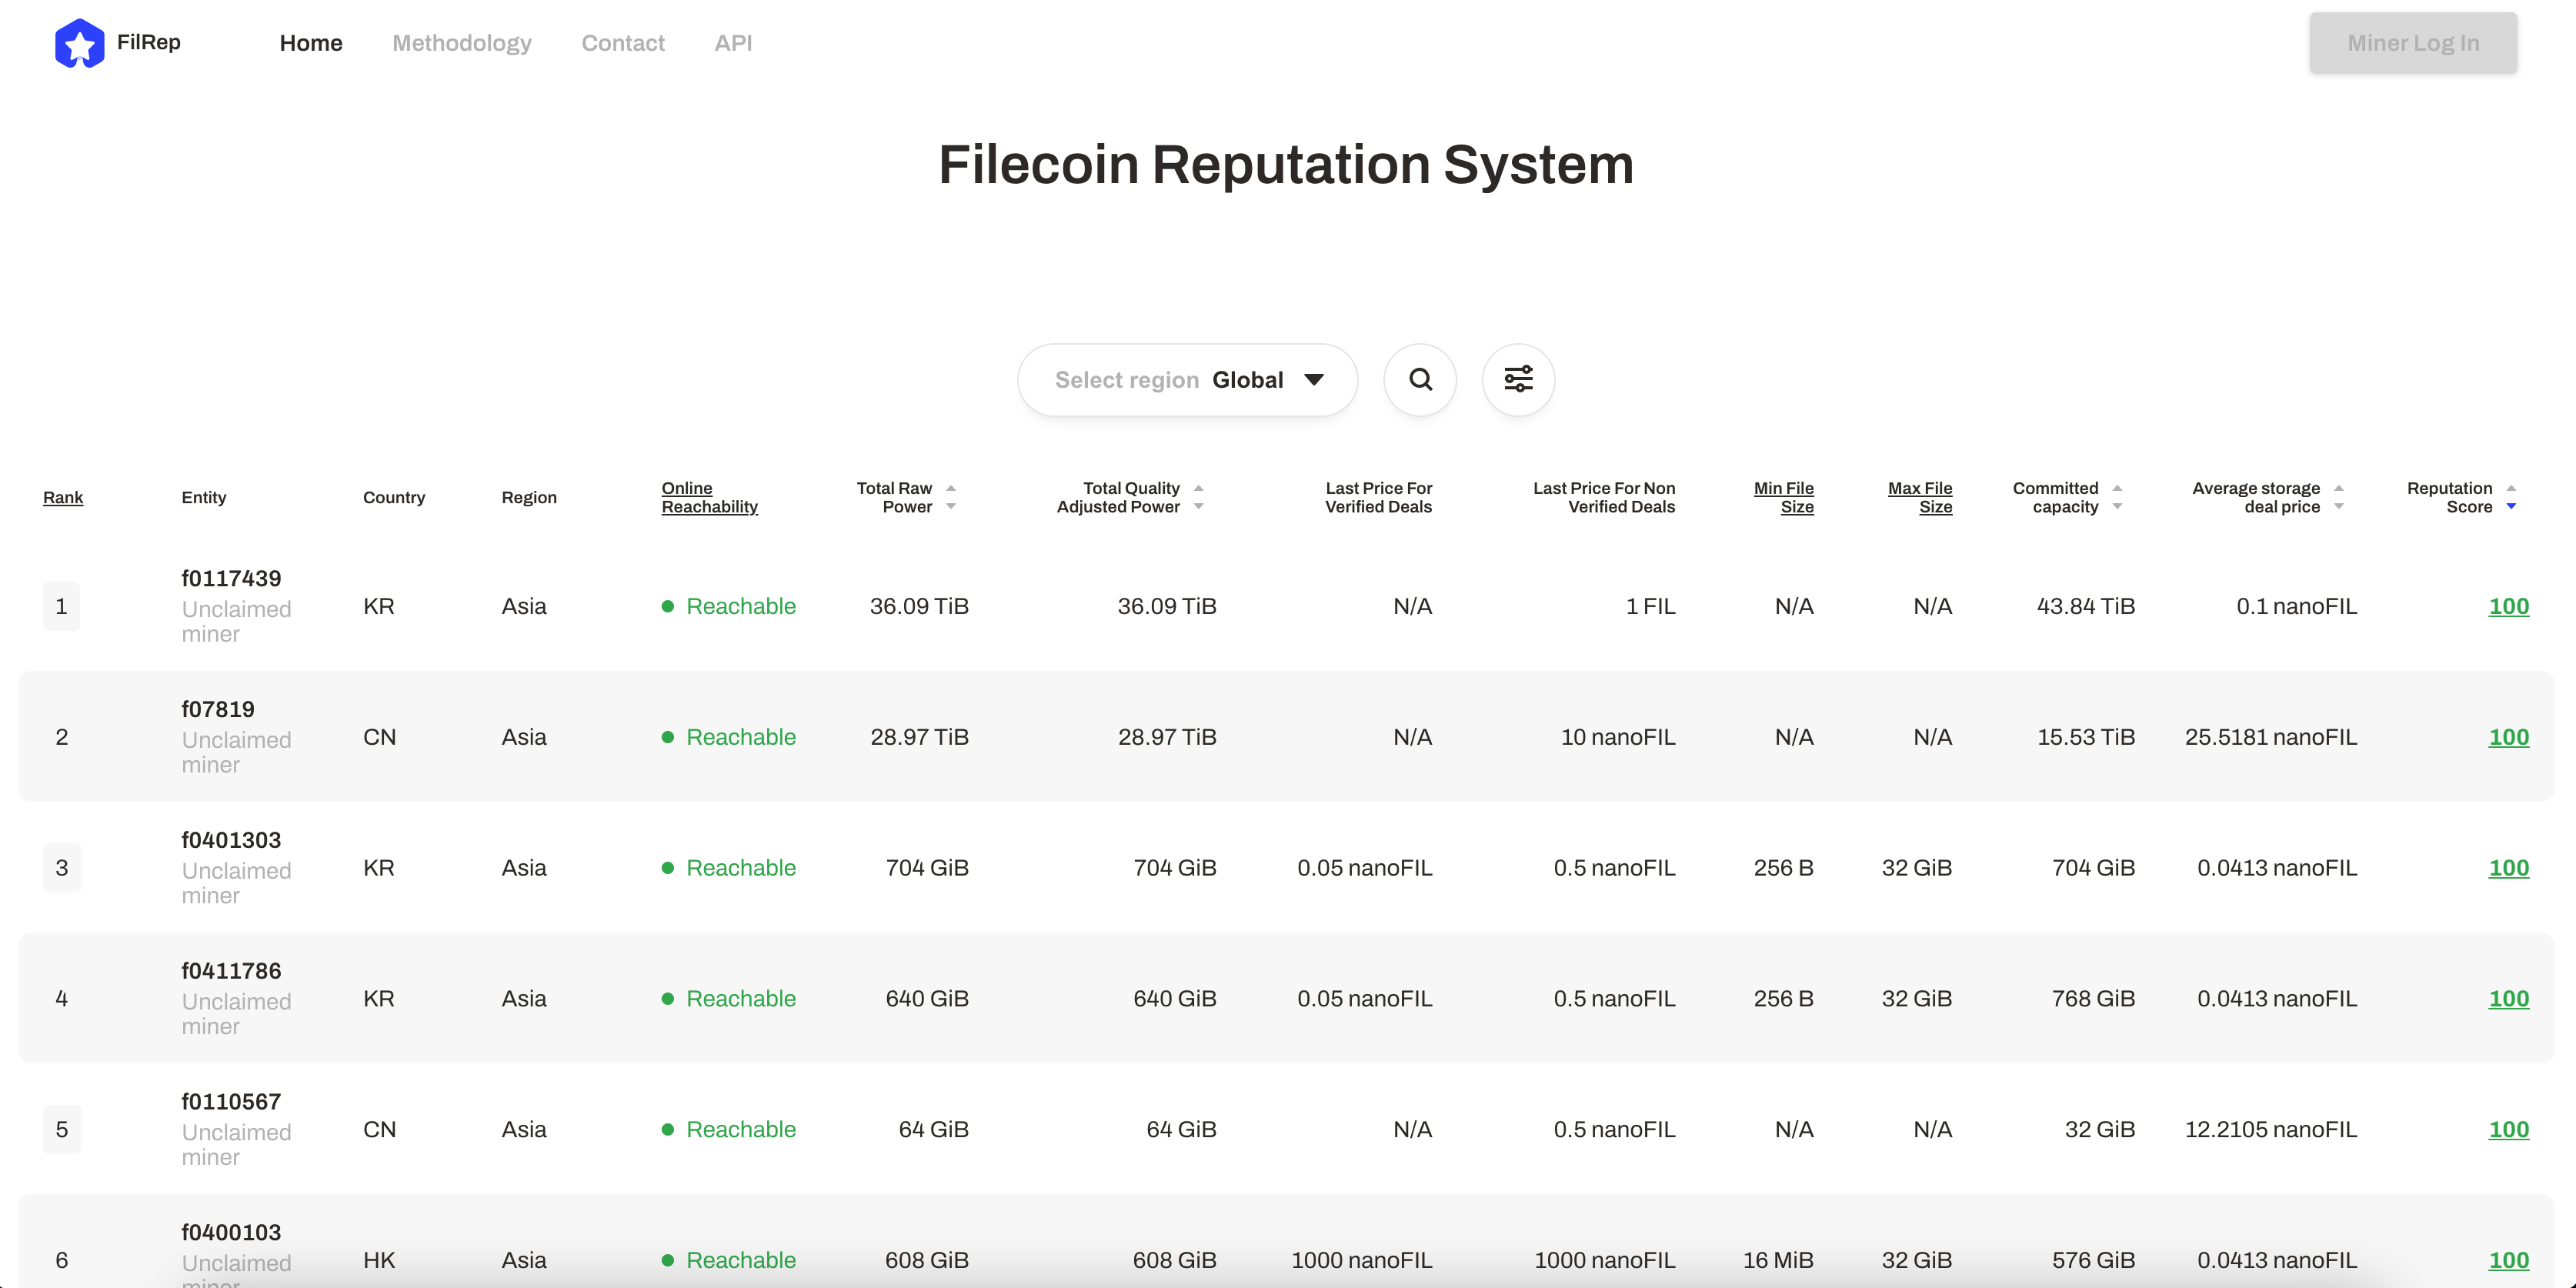 FilRep Home Methodology Contact API Miner Log In
Filecoin Reputation System
Select region Global
Rank Entity Country Region Online Reachability Total Raw Power Total Quality Adjusted Power Last Price For Verified Deals Last Price For Non Verified Deals Min File Size Max File Size Committed capacity Average storage deal price Reputation Score
1 f0117439 Unclaimed miner KR Asia Reachable 36.09 TiB 36.09 TiB N/A 1 FIL N/A N/A 43.84 TiB 0.1 nanoFIL 100
2 f07819 Unclaimed miner CN Asia Reachable 28.97 TiB 28.97 TiB N/A 10 nanoFIL N/A N/A 15.53 TiB 25.5181 nanoFIL 100
3 f0401303 Unclaimed miner KR Asia Reachable 704 GiB 704 GiB 0.05 nanoFIL 0.5 nanoFIL 256 B 32 GiB 704 GiB 0.0413 nanoFIL 100
4 f0411786 Unclaimed miner KR Asia Reachable 640 GiB 640 GiB 0.05 nanoFIL 0.5 nanoFIL 256 B 32 GiB 768 GiB 0.0413 nanoFIL 100
5 f0110567 Unclaimed miner CN Asia Reachable 64 GiB 64 GiB N/A 0.5 nanoFIL N/A N/A 32 GiB 12.2105 nanoFIL 100
6 f0400103 Unclaimed miner HK Asia Reachable 608 GiB 608 GiB 1000 nanoFIL 1000 nanoFIL 16 MiB 32 GiB 576 GiB 0.0413 nanoFIL 100